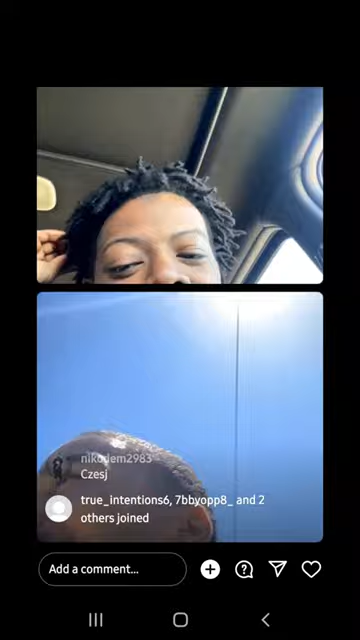 nikodem2983
Czesj
true_intentions6, 7bbyopp8_ and 2
others joined
Add a comment...